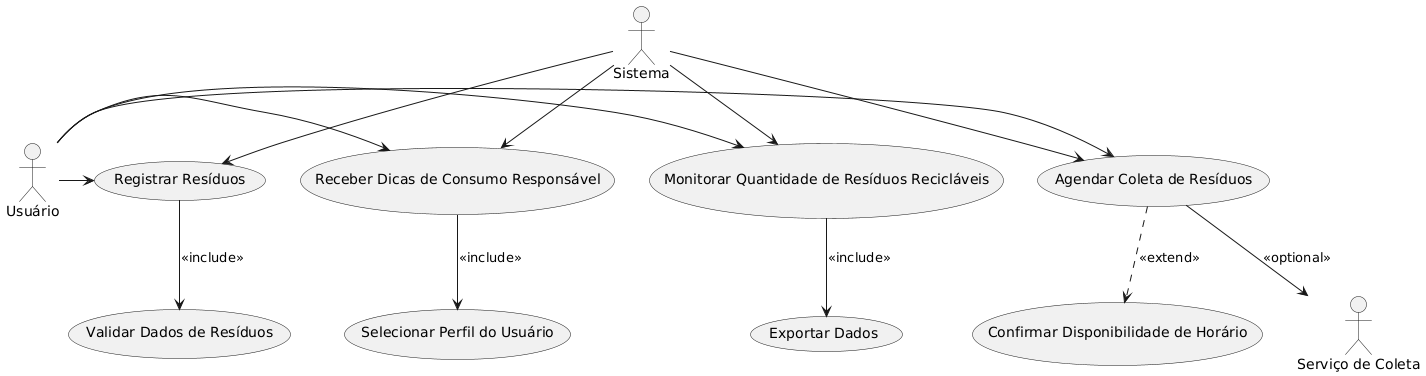 Sistema
Usuário
Registrar Resíduos
Receber Dicas de Consumo Responsável
Monitorar Quantidade de Resíduos Recicláveis
Agendar Coleta de Resíduos
«include»
«include»
«include»
«extend»
«optional»
Validar Dados de Resíduos
Selecionar Perfil do Usuário
Exportar Dados
Confirmar Disponibilidade de Horário
Serviço de Coleta